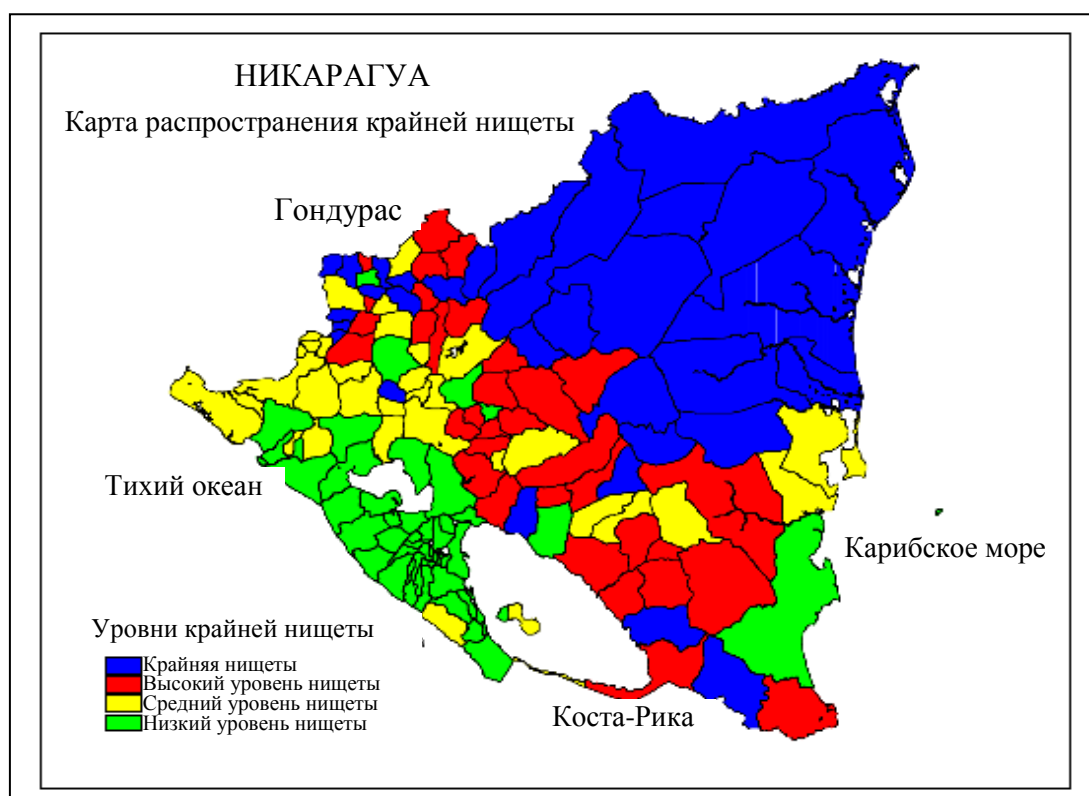 НИКАРАГУА
Карта распространения крайней нищеты
Гондурас
Тихий океан
Карибское море
Уровни крайней нищеты
Крайняя нищеты
Высокий уровень нищеты
Средний уровень нищеты
Низкий уровень нищеты
Коста-Рика